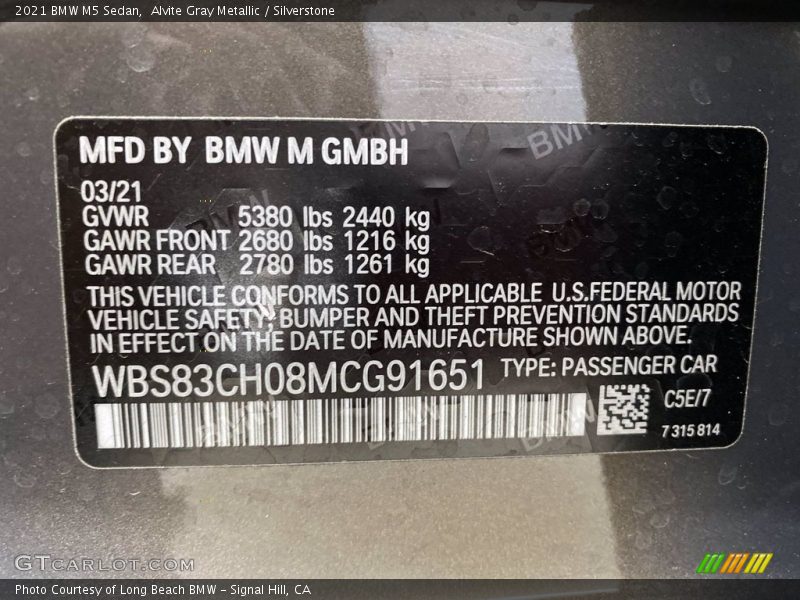 2021 BMW M5 Sedan,  Alvite Gray Metallic / Silverstone
MFD BY BMW M GMBH
03/21
GVWR 5380 lbs 2440 kg
GAWR FRONT 2680 lbs 1216 kg
GAWR REAR 2780 lbs 1261 kg
THIS VEHICLE CONFORMS TO ALL APPLICABLE U.S.FEDERAL MOTOR
VEHICLE SAFETY, BUMPER AND THEFT PREVENTION STANDARDS
IN EFFECT ON THE DATE OF MANUFACTURE SHOWN ABOVE.
WBS83CH08MCG91651 TYPE: PASSENGER CAR
C5E/7
7 315 814
GTCARLOT.COM
Photo Courtesy of Long Beach BMW - Signal Hill, CA